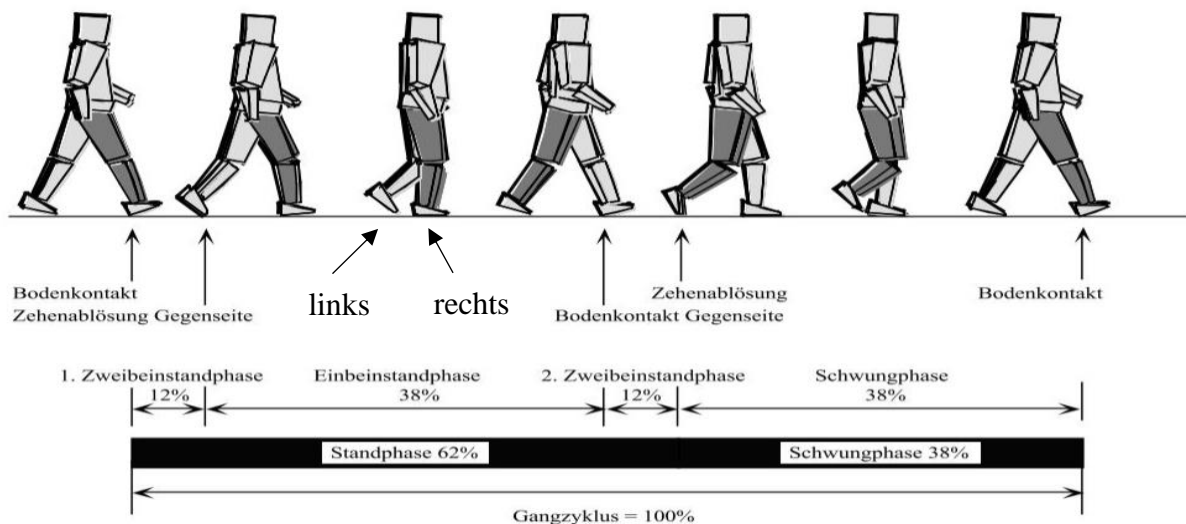 links
rechts
Bodenkontakt
Zehenablösung Gegenseite
Zehenablösung
Bodenkontakt Gegenseite
Bodenkontakt
1. Zweibeinstandphase
12%
Einbeinstandphase
38%
2. Zweibeinstandphase
12%
Schwungphase
38%
Standphase 62%
Schwungphase 38%
Gangzyklus = 100%